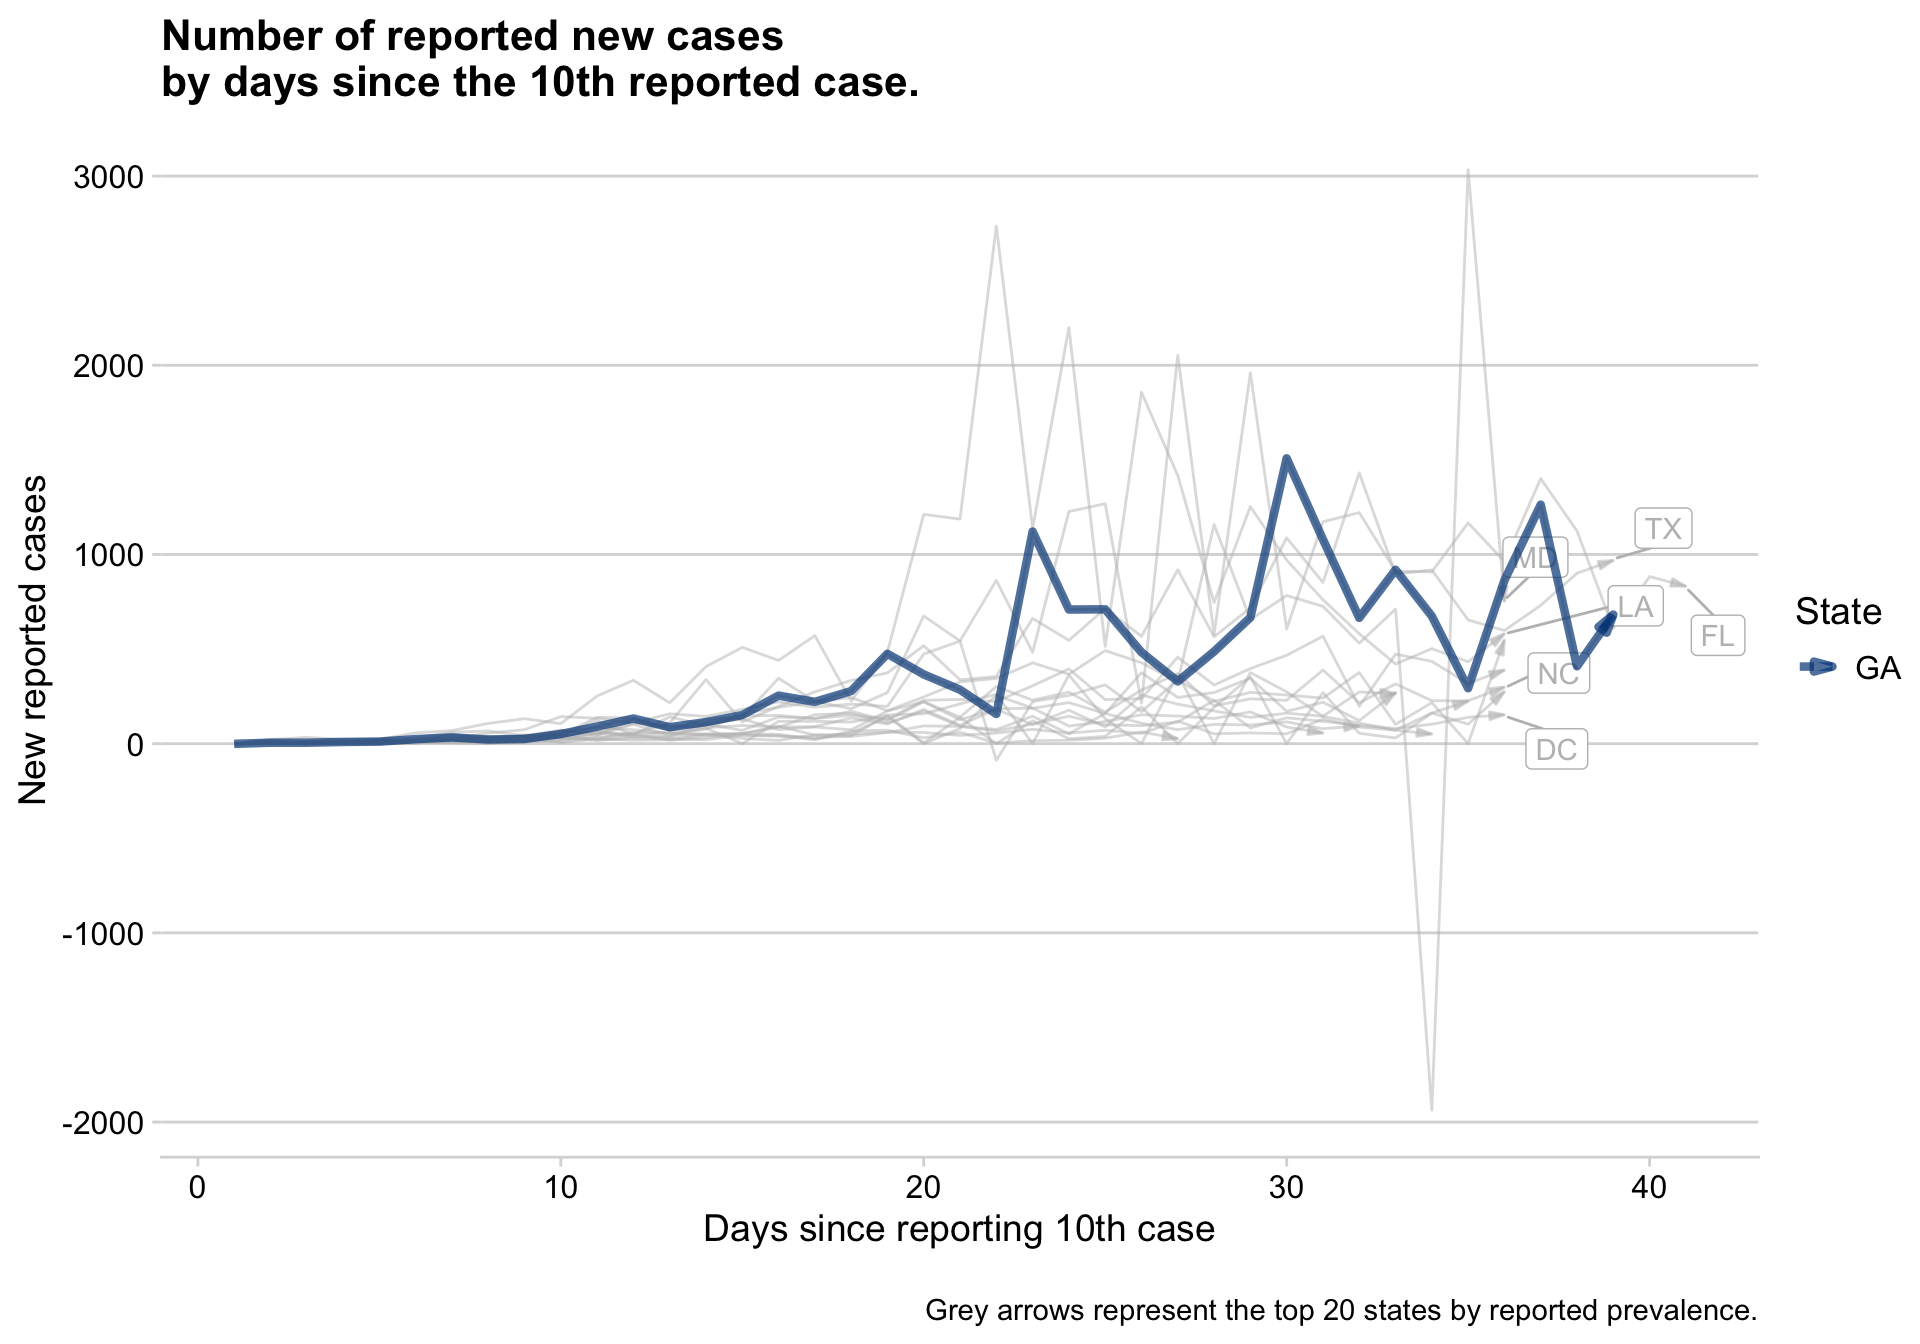 Number of reported new cases
by days since the 10th reported case.
3000
2000
1000
0
-1000
-2000
New reported cases
TX
MD
LA
FL
NC
DC
State
GA
0 10 20 30 40
Days since reporting 10th case
Grey arrows represent the top 20 states by reported prevalence.